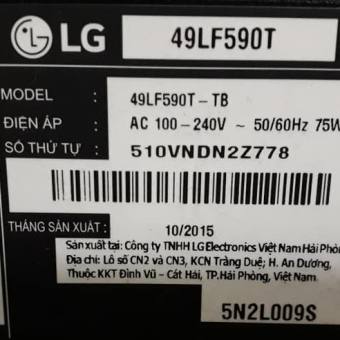 LG 49LF590T
MODEL : 49LF590T-TB
ĐIỆN ÁP : AC 100-240V ~ 50/60Hz 75W
SỐ THỨ TỰ : 510VNDN2Z778
THÁNG SẢN XUẤT : 10/2015
Sản xuất tại: Công ty TNHH LG Electronics Việt Nam Hải Phòng
Địa chỉ: Lô số CN2 và CN3, KCN Tràng Duệ; H. An Dương,
Thuộc KKT Đình Vũ - Cát Hải, TP.Hải Phòng, Việt Nam.
5N2L009S